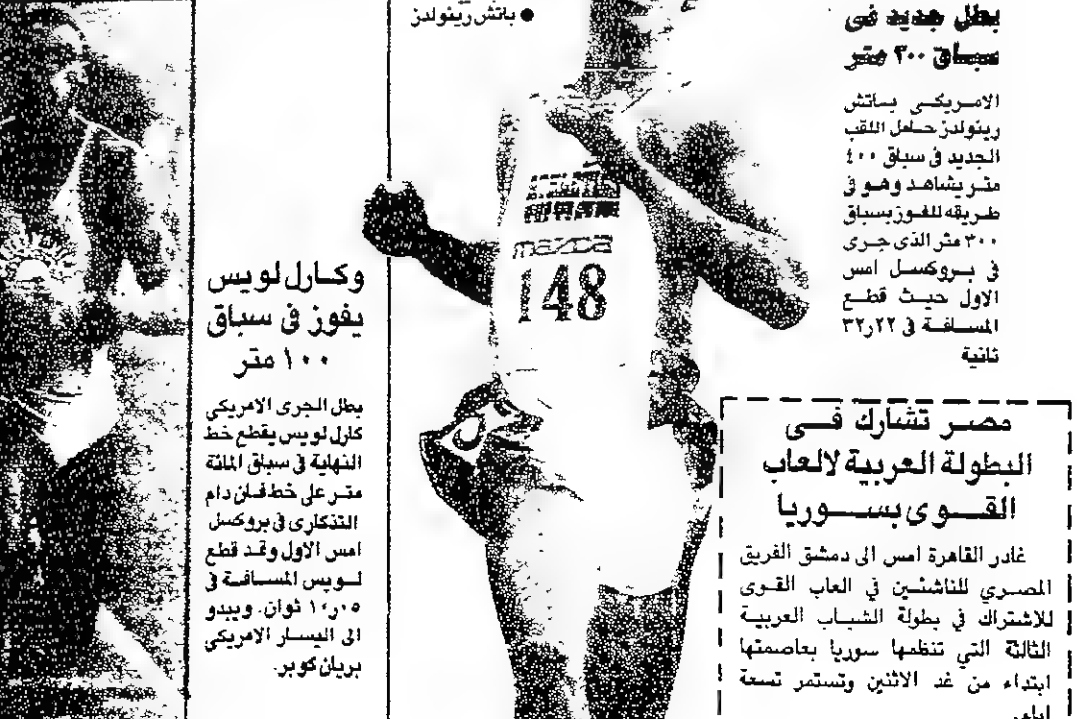 بطل جديد فى
سباق ٣٠٠ متر
الامريكى باتش
رينولدز حامل اللقب
الجديد فى سباق ٤٠٠
متر يشاهد وهو فى
طريقه للفوز بسباق
٣٠٠ متر الذى جرى
فى بروكسل امس
الاول حيث قطع
المسافة فى ٢٢ر٣٢
ثانية
● باتش رينولدز
mazda
148
وكارل لويس
يفوز فى سباق
١٠٠ متر
بطل الجرى الامريكى
كارل لويس يقطع خط
النهاية فى سباق المائة
متر على خط فان دام
التذكارى فى بروكسل
امس الاول وقد قطع
لويس المسافة فى
٠٥ر١٠ ثوان. ويبدو
الى اليسار الامريكى
بريان كوبر.
مصر تشارك فى
البطولة العربية لالعاب
القوى بسوريا
غادر القاهرة امس الى دمشق الفريق
المصري للناشئين في العاب القوى
للاشتراك في بطولة الشباب العربية
الثالثة التي تنظمها سوريا بعاصمتها
ابتداء من غد الاثنين وتستمر تسعة
ايام.